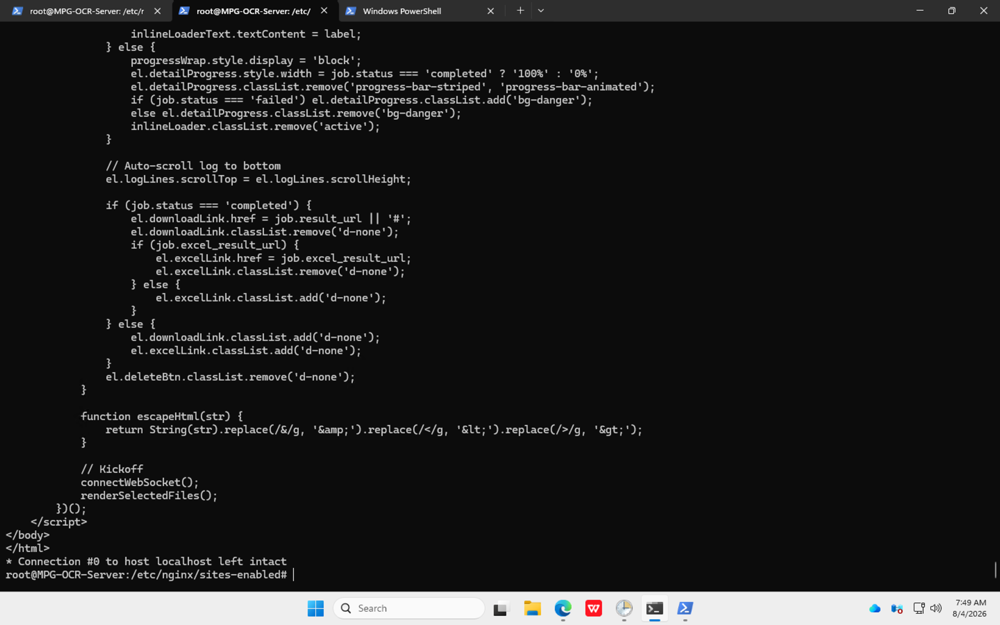 root@MPG-OCR-Server: /etc/r
root@MPG-OCR-Server: /etc/
Windows PowerShell
                    inlineLoaderText.textContent = label;
                } else {
                    progressWrap.style.display = 'block';
                    el.detailProgress.style.width = job.status === 'completed' ? '100%' : '0%';
                    el.detailProgress.classList.remove('progress-bar-striped', 'progress-bar-animated');
                    if (job.status === 'failed') el.detailProgress.classList.add('bg-danger');
                    else el.detailProgress.classList.remove('bg-danger');
                    inlineLoader.classList.remove('active');
                }

                // Auto-scroll log to bottom
                el.logLines.scrollTop = el.logLines.scrollHeight;

                if (job.status === 'completed') {
                    el.downloadLink.href = job.result_url || '#';
                    el.downloadLink.classList.remove('d-none');
                    if (job.excel_result_url) {
                        el.excelLink.href = job.excel_result_url;
                        el.excelLink.classList.remove('d-none');
                    } else {
                        el.excelLink.classList.add('d-none');
                    }
                } else {
                    el.downloadLink.classList.add('d-none');
                    el.excelLink.classList.add('d-none');
                }
                el.deleteBtn.classList.remove('d-none');
            }

            function escapeHtml(str) {
                return String(str).replace(/&/g, '&amp;').replace(/</g, '&lt;').replace(/>/g, '&gt;');
            }

            // Kickoff
            connectWebSocket();
            renderSelectedFiles();
        })();
    </script>
</body>
</html>
* Connection #0 to host localhost left intact
root@MPG-OCR-Server:/etc/nginx/sites-enabled#
Search
7:49 AM
8/4/2026